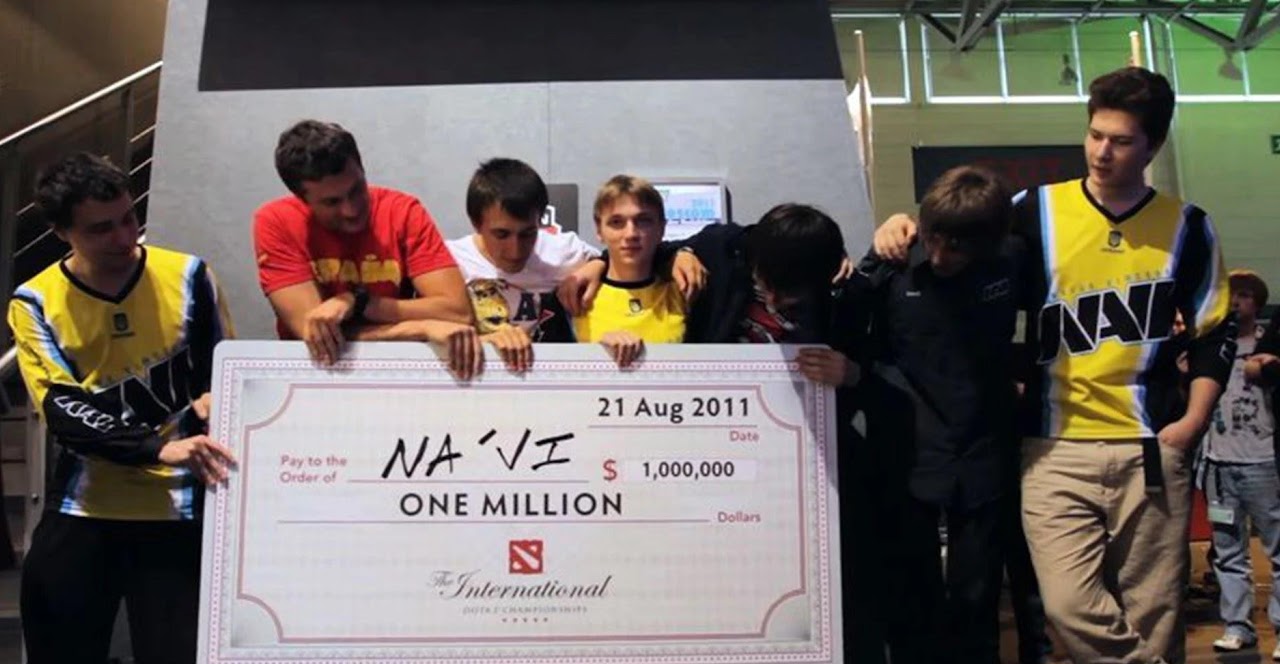 ESPAÑA
NAVI
21 Aug 2011
Date
Pay to the
Order of
NA'VI
$ 1,000,000
ONE MILLION
Dollars
The International
DOTA 2 CHAMPIONSHIPS